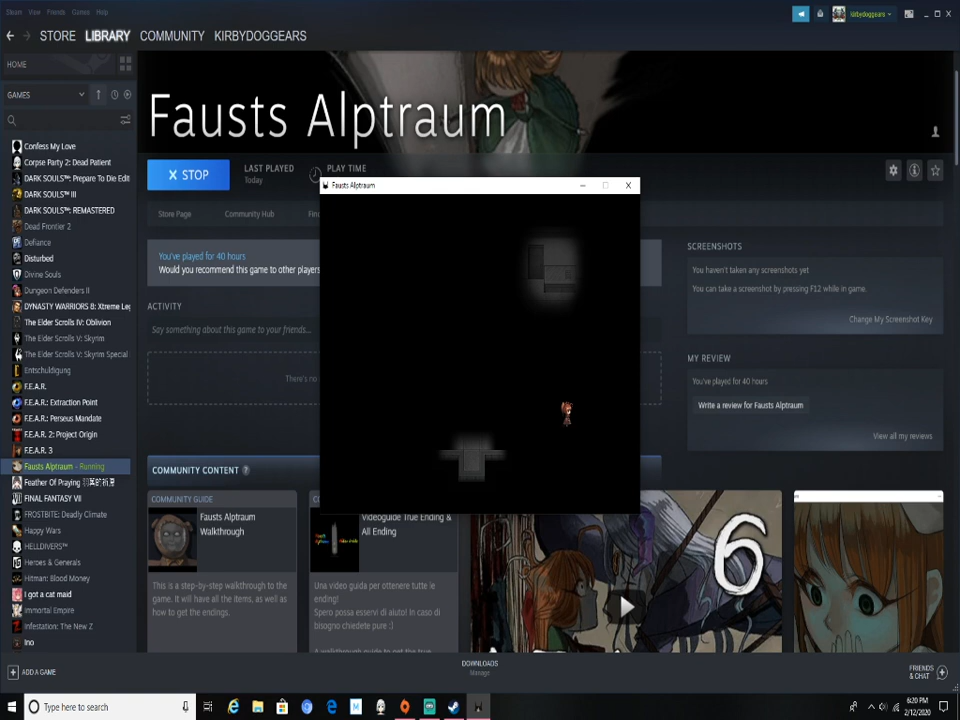 Steam View Friends Games Help
kirbydoggears
STORE LIBRARY COMMUNITY KIRBYDOGGEARS
HOME
GAMES
Confess My Love
Corpse Party 2: Dead Patient
DARK SOULS™: Prepare To Die Edit
DARK SOULS™ III
DARK SOULS™: REMASTERED
Dead Frontier 2
Defiance
Disturbed
Divine Souls
Dungeon Defenders II
DYNASTY WARRIORS 8: Xtreme Leg
The Elder Scrolls IV: Oblivion
The Elder Scrolls V: Skyrim
The Elder Scrolls V: Skyrim Special
Entschuldigung
F.E.A.R.
F.E.A.R.: Extraction Point
F.E.A.R.: Perseus Mandate
F.E.A.R. 2: Project Origin
F.E.A.R. 3
Fausts Alptraum - Running
Feather Of Praying
FINAL FANTASY VII
FROSTBITE: Deadly Climate
Happy Wars
HELLDIVERS™
Heroes & Generals
Hitman: Blood Money
I got a cat maid
Immortal Empire
Infestation: The New Z
Ino
ADD A GAME
Fausts Alptraum
STOP
LAST PLAYED
Today
PLAY TIME
Store Page Community Hub Fin
You've played for 40 hours
Would you recommend this game to other players
ACTIVITY
Say something about this game to your friends...
There's no
Fausts Alptraum
SCREENSHOTS
You haven't taken any screenshots yet
You can take a screenshot by pressing F12 while in game.
Change My Screenshot Key
MY REVIEW
You've played for 40 hours
Write a review for Fausts Alptraum
View all my reviews
COMMUNITY CONTENT ?
COMMUNITY GUIDE
Fausts Alptraum
Walkthrough
This is a step-by-step walkthrough to the
game. It will have all the items, as well as
how to get the endings.
CO
Videoguide True Ending &
All Ending
Una video guida per ottenere tutte le
ending!
Spero possa esservi di aiuto! in caso di
bisogno chiedete pure :)
A walkthrough guide to get the true
6
DOWNLOADS
Manage
FRIENDS
& CHAT
Type here to search
6:20 PM
2/12/2020